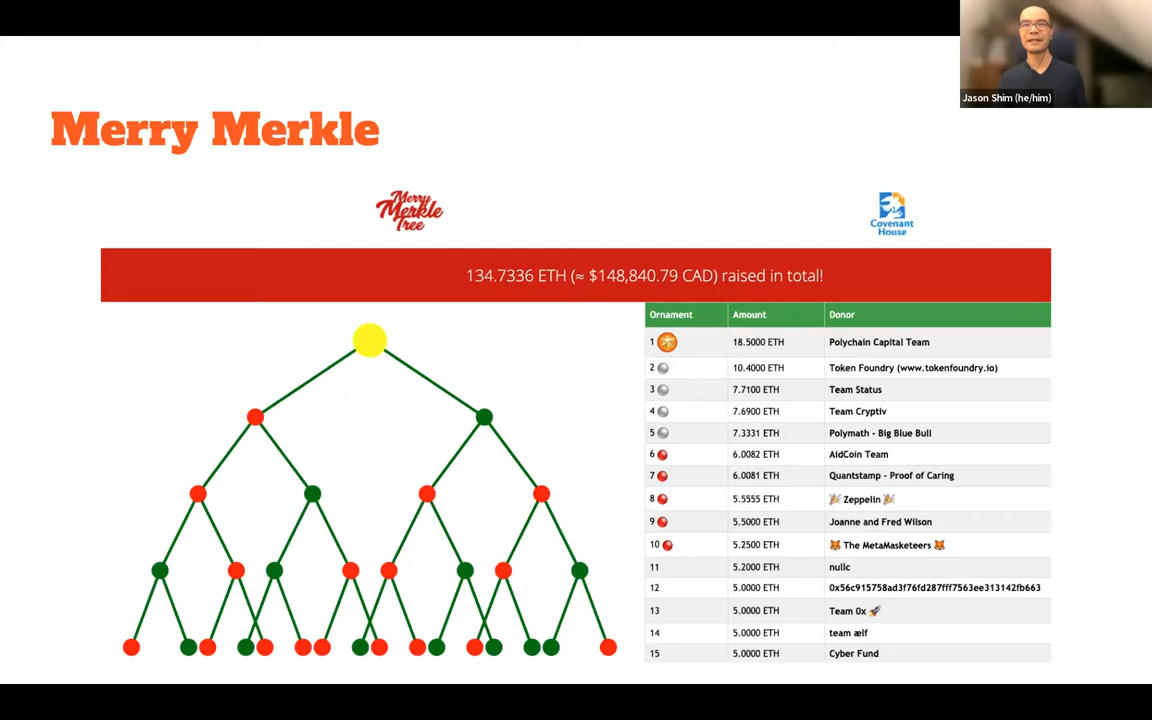 Jason Shim (he/him)
Merry Merkle
Merry
Merkle
Tree
Covenant
House
134.7336 ETH (≈ $148,840.79 CAD) raised in total!
Ornament Amount Donor
1 18.5000 ETH Polychain Capital Team
2 10.4000 ETH Token Foundry (www.tokenfoundry.io)
3 7.7100 ETH Team Status
4 7.6900 ETH Team Cryptiv
5 7.3331 ETH Polymath - Big Blue Bull
6 6.0082 ETH AidCoin Team
7 6.0081 ETH Quantstamp - Proof of Caring
8 5.5555 ETH 🎉 Zeppelin 🎉
9 5.5000 ETH Joanne and Fred Wilson
10 5.2500 ETH 🦊 The MetaMasketeers 🦊
11 5.2000 ETH nullc
12 5.0000 ETH 0x56c915758ad3f76fd287fff7563ee313142fb663
13 5.0000 ETH Team 0x 🚀
14 5.0000 ETH team ælf
15 5.0000 ETH Cyber Fund